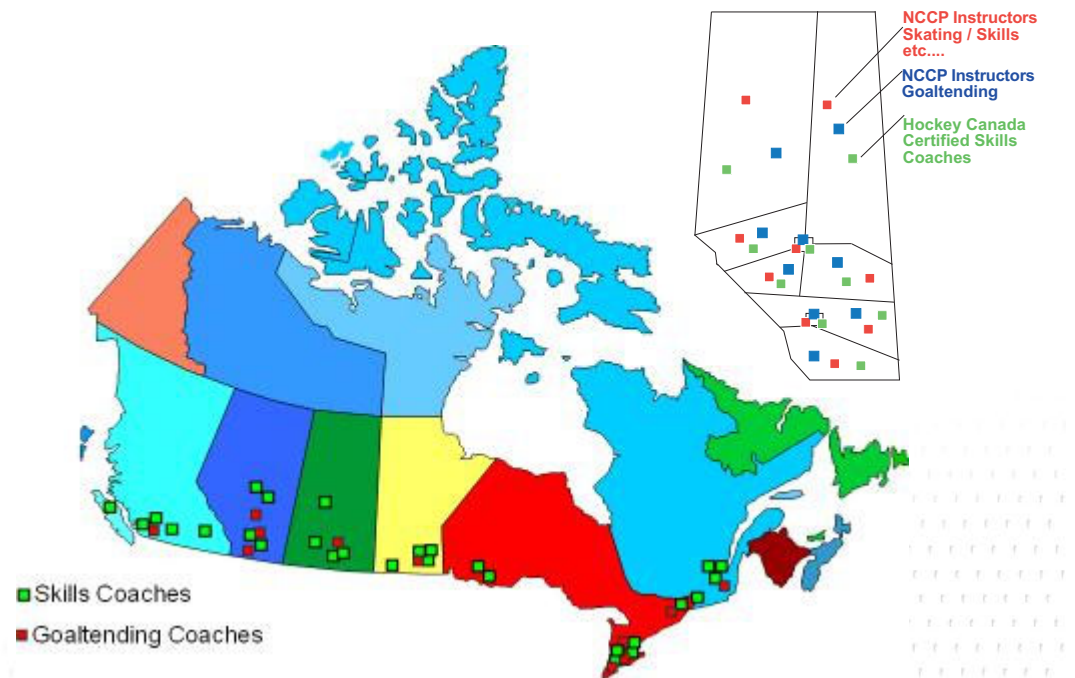 NCCP Instructors
Skating / Skills
etc....
NCCP Instructors
Goaltending
Hockey Canada
Certified Skills
Coaches
Skills Coaches
Goaltending Coaches